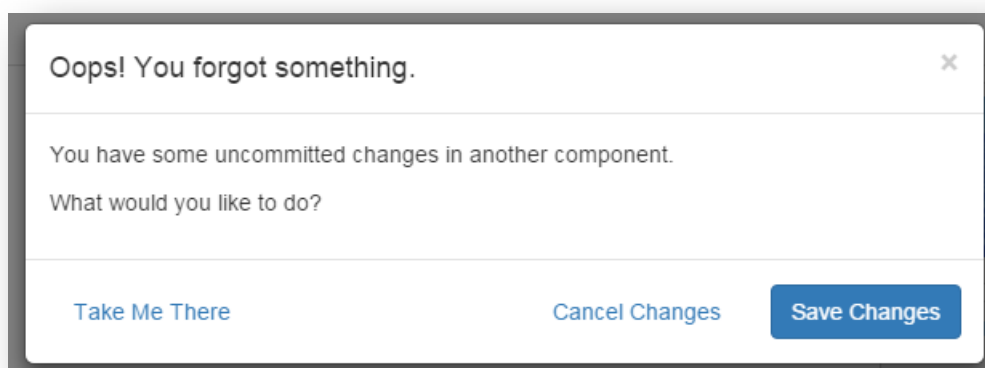 Oops! You forgot something.
×
You have some uncommitted changes in another component.
What would you like to do?
Take Me There
Cancel Changes
Save Changes